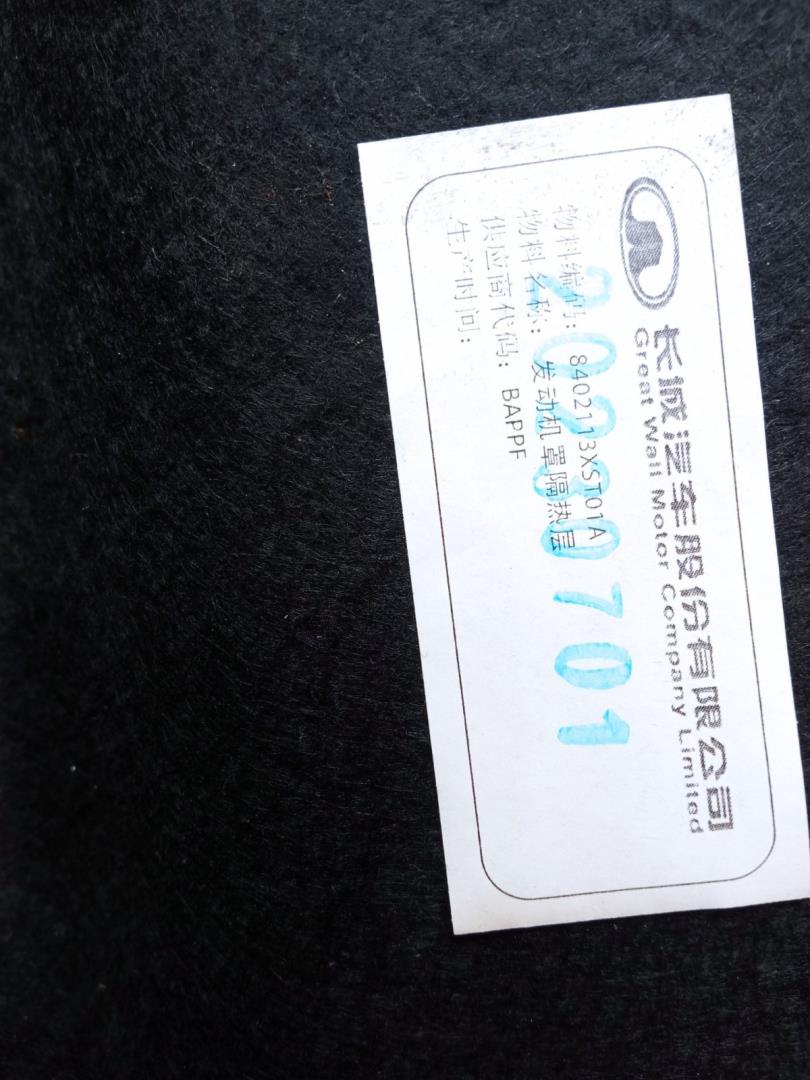 长城汽车股份有限公司
Great Wall Motor Company Limited
物料编码: 8402113XST01A
物料名称: 发动机罩隔热层
供应商代码: BAPPF
生产时间:
20230701